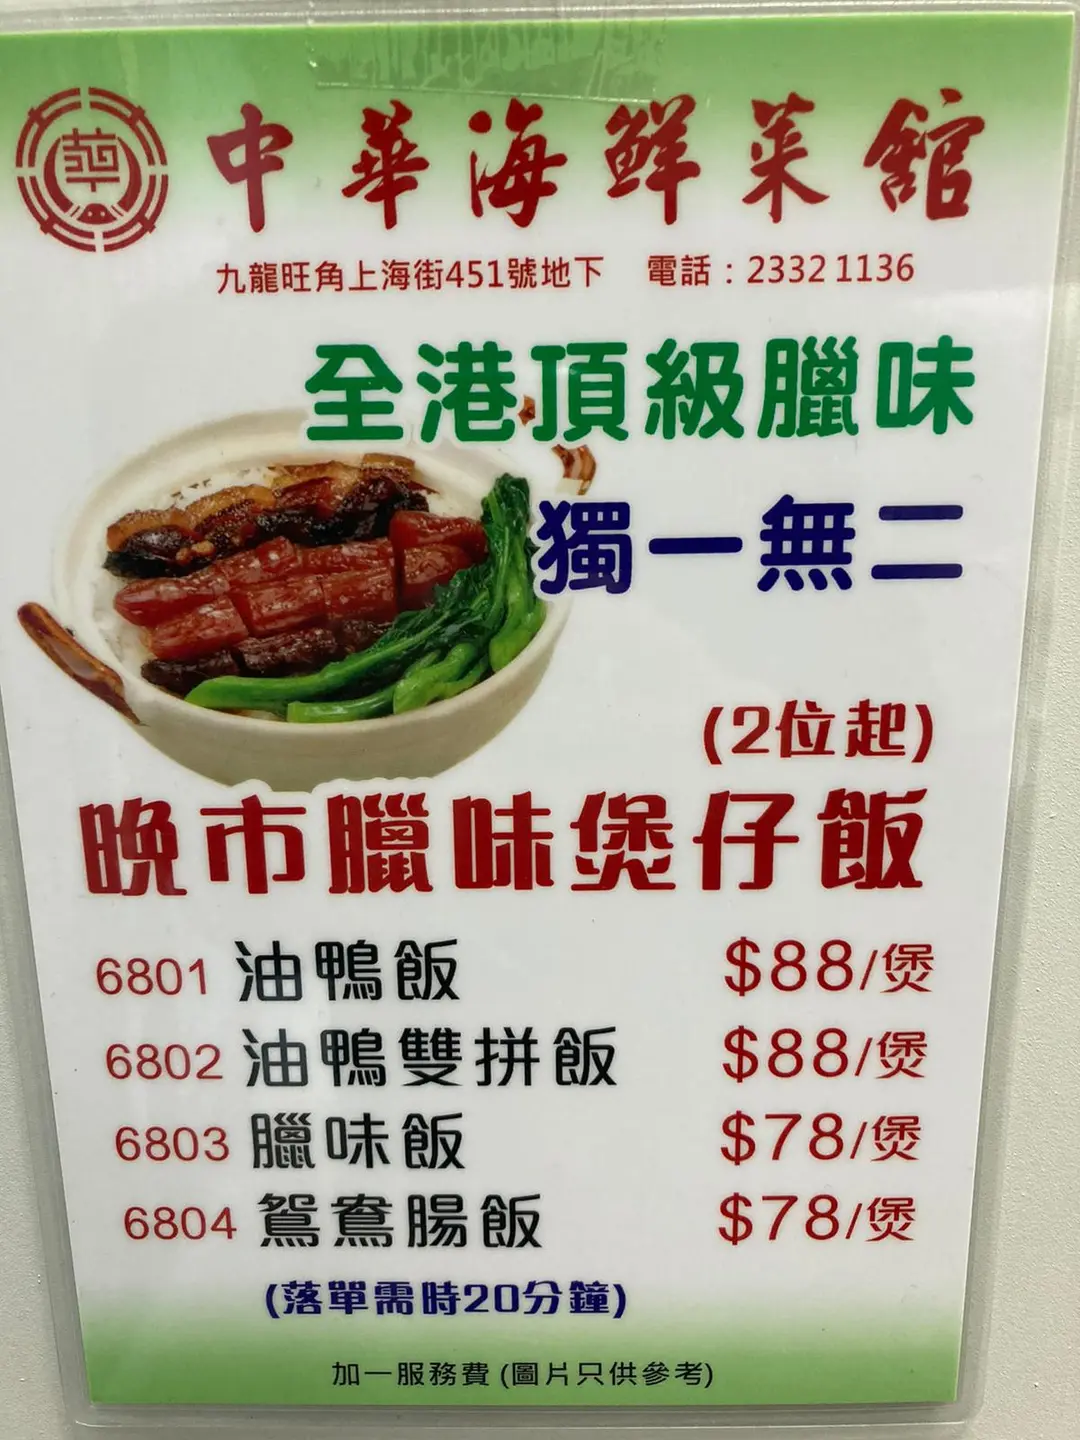 華
中華海鮮菜館
九龍旺角上海街451號地下 電話：2332 1136
全港頂級臘味
獨一無二
(2位起)
晚市臘味煲仔飯
6801 油鴨飯 $88/煲
6802 油鴨雙拼飯 $88/煲
6803 臘味飯 $78/煲
6804 鴛鴦腸飯 $78/煲
(落單需時20分鐘)
加一服務費 (圖片只供參考)